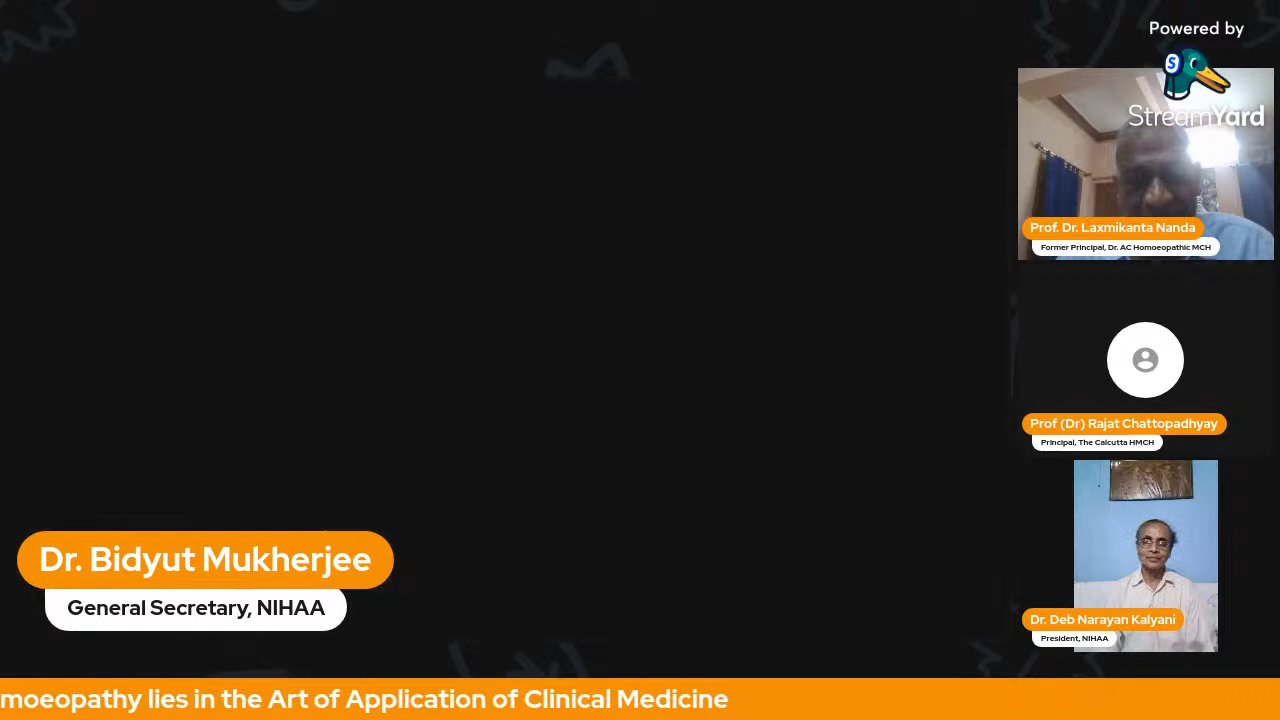 Powered by
StreamYard
Prof. Dr. Laxmikanta Nanda
Former Principal, Dr. AC Homoeopathic MCH
Prof (Dr) Rajat Chattopadhyay
Principal, The Calcutta HMCH
Dr. Bidyut Mukherjee
General Secretary, NIHAA
Dr. Deb Narayan Kalyani
President, NIHAA
moeopathy lies in the Art of Application of Clinical Medicine